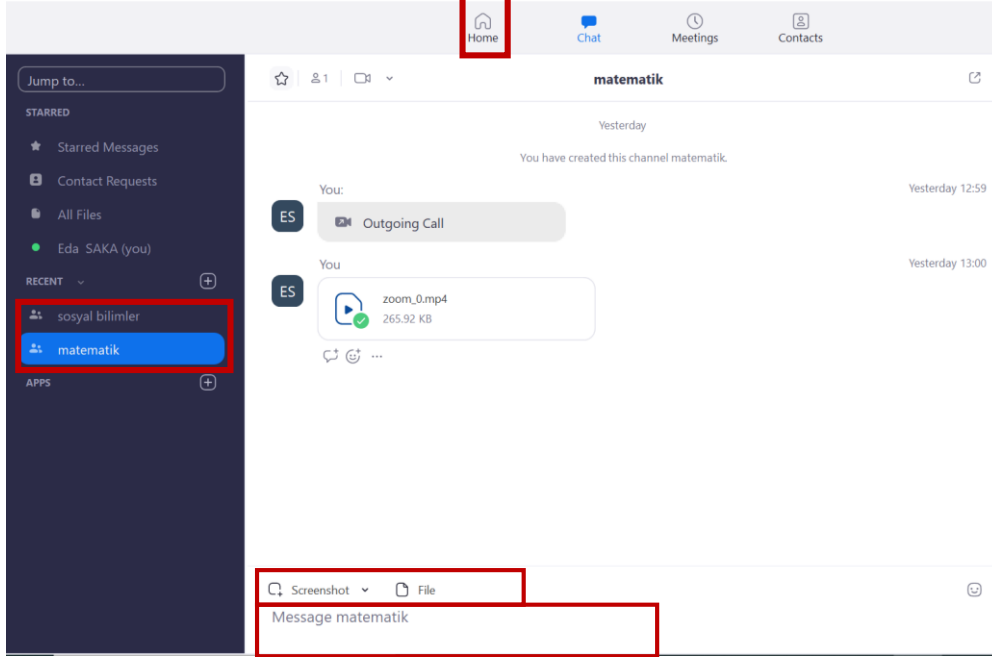 Home Chat Meetings Contacts
Jump to...
STARRED
Starred Messages
Contact Requests
All Files
Eda SAKA (you)
RECENT
sosyal bilimler
matematik
APPS
1
matematik
Yesterday
You have created this channel matematik.
You:
Yesterday 12:59
ES
Outgoing Call
You
Yesterday 13:00
ES
zoom_0.mp4
265.92 KB
Screenshot File
Message matematik